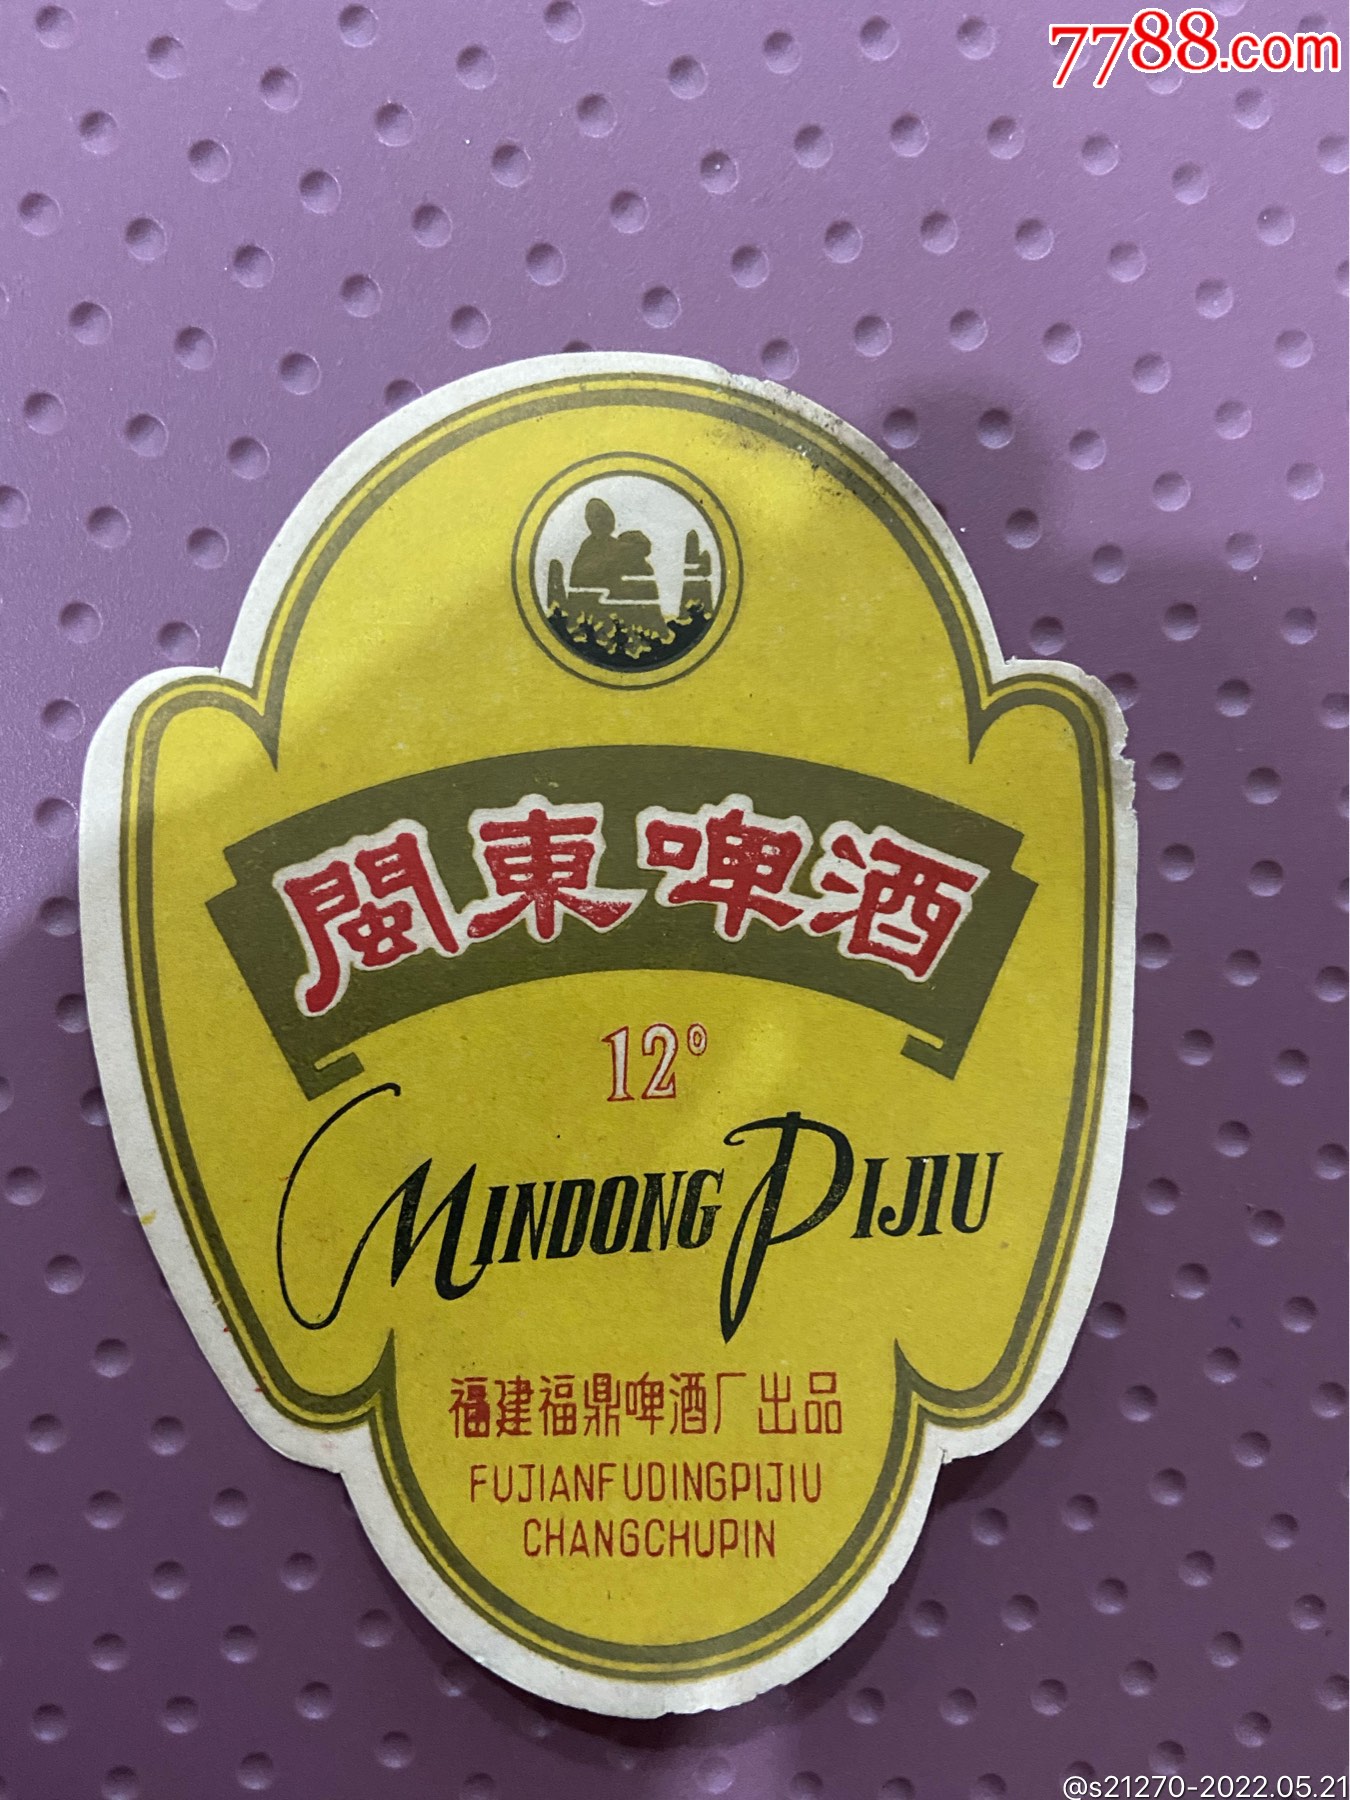 7788.com
閩東啤酒
12°
MINDONG PIJIU
福建福鼎啤酒厂出品
FUJIANFUDINGPIJIU
CHANGCHUPIN
@s21270-2022.05.21